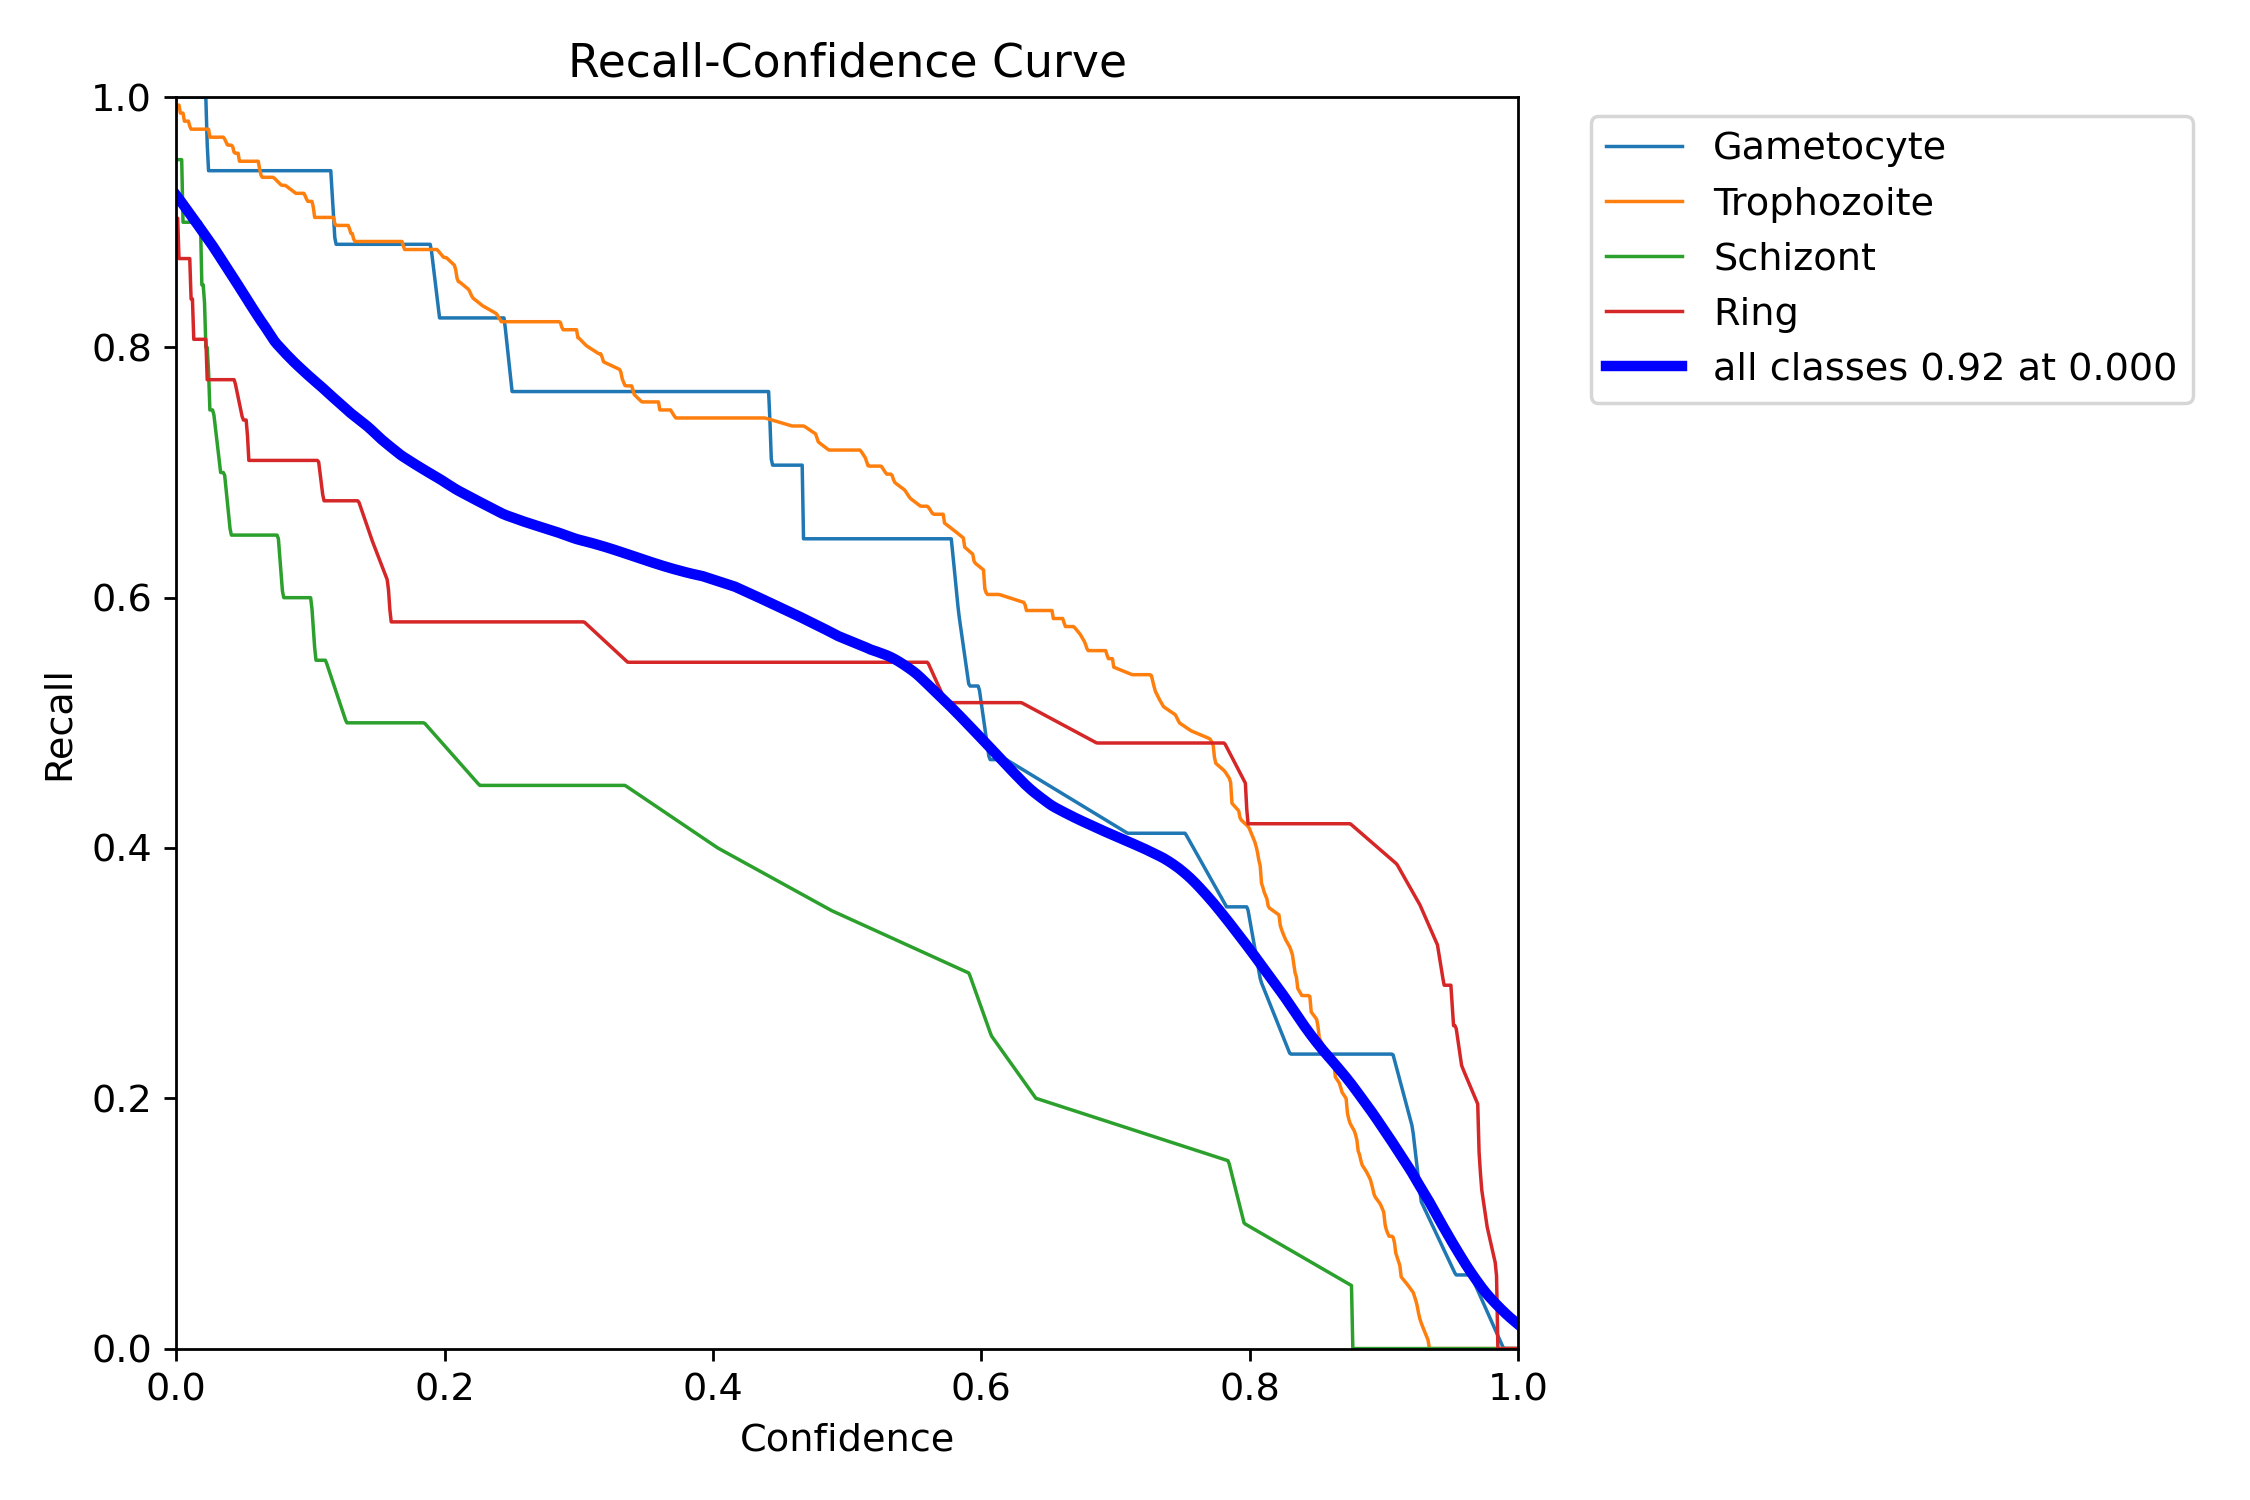 Recall-Confidence Curve
1.0
0.8
0.6
0.4
0.2
0.0
Recall
0.0 0.2 0.4 0.6 0.8 1.0
Confidence
Gametocyte
Trophozoite
Schizont
Ring
all classes 0.92 at 0.000